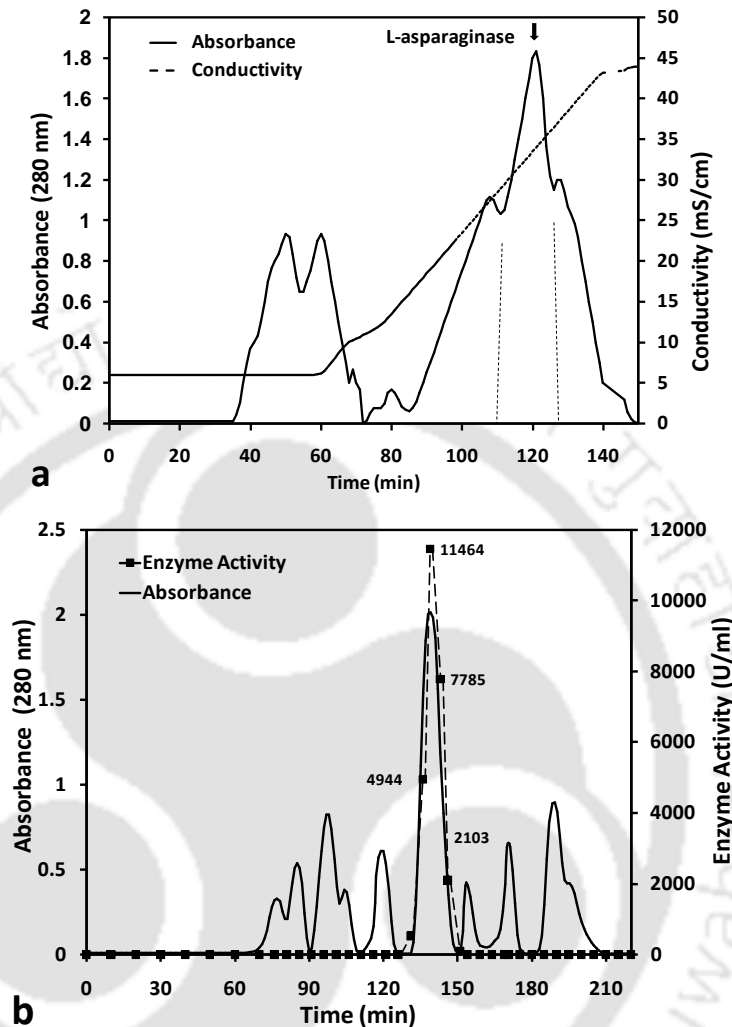 L-asparaginase
Absorbance
Conductivity
Absorbance (280 nm)
2
1.8
1.6
1.4
1.2
1
0.8
0.6
0.4
0.2
0
50
45
40
35
30
25
20
15
10
5
0
Conductivity (mS/cm)
0 20 40 60 80 100 120 140
Time (min)
a
Enzyme Activity
Absorbance
Absorbance (280 nm)
2.5
2
1.5
1
0.5
0
11464
7785
4944
2103
12000
10000
8000
6000
4000
2000
0
Enzyme Activity (U/ml)
0 30 60 90 120 150 180 210
Time (min)
b